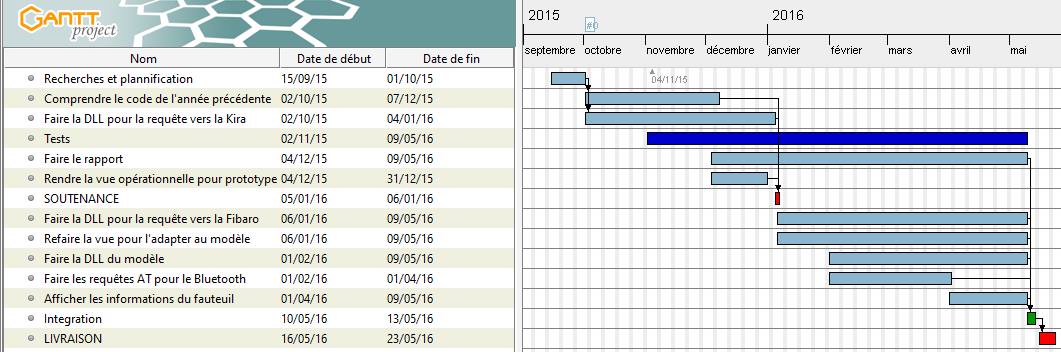 GANTT
project
2015
2016
#0
septembre octobre novembre décembre janvier février mars avril mai
Nom Date de début Date de fin
Recherches et plannification 15/09/15 01/10/15
04/11/15
Comprendre le code de l'année précédente 02/10/15 07/12/15
Faire la DLL pour la requête vers la Kira 02/10/15 04/01/16
Tests 02/11/15 09/05/16
Faire le rapport 04/12/15 09/05/16
Rendre la vue opérationnelle pour prototype 04/12/15 31/12/15
SOUTENANCE 05/01/16 06/01/16
Faire la DLL pour la requête vers la Fibaro 06/01/16 09/05/16
Refaire la vue pour l'adapter au modèle 06/01/16 09/05/16
Faire la DLL du modèle 01/02/16 09/05/16
Faire les requêtes AT pour le Bluetooth 01/02/16 01/04/16
Afficher les informations du fauteuil 01/04/16 09/05/16
Integration 10/05/16 13/05/16
LIVRAISON 16/05/16 23/05/16